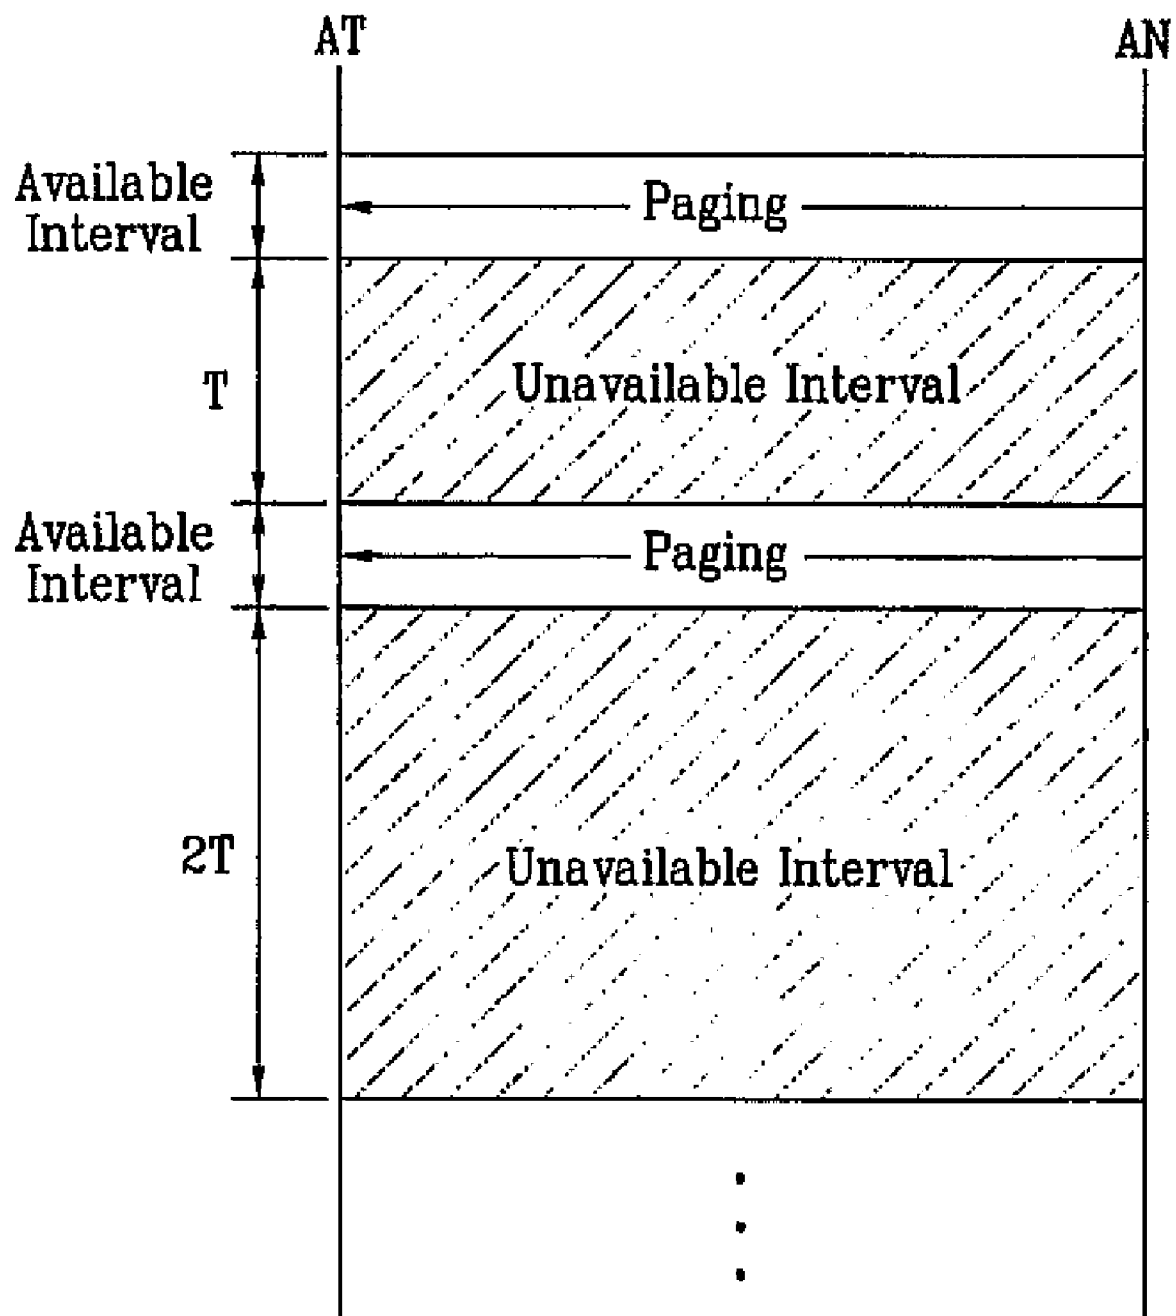 AT
AN
Available
Interval
Paging
T
Unavailable Interval
Available
Interval
Paging
2T
Unavailable Interval